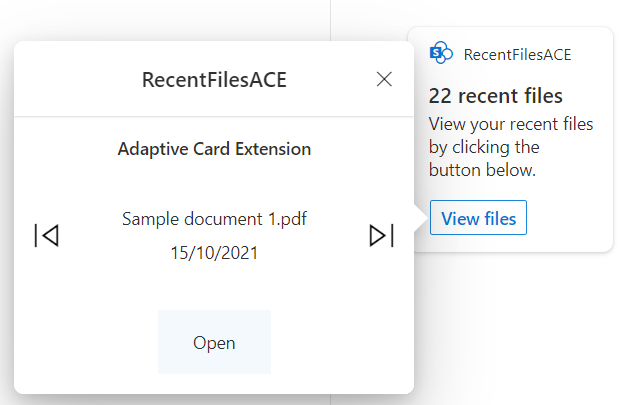 RecentFilesACE
Adaptive Card Extension
Sample document 1.pdf
15/10/2021
Open
RecentFilesACE
22 recent files
View your recent files
by clicking the
button below.
View files